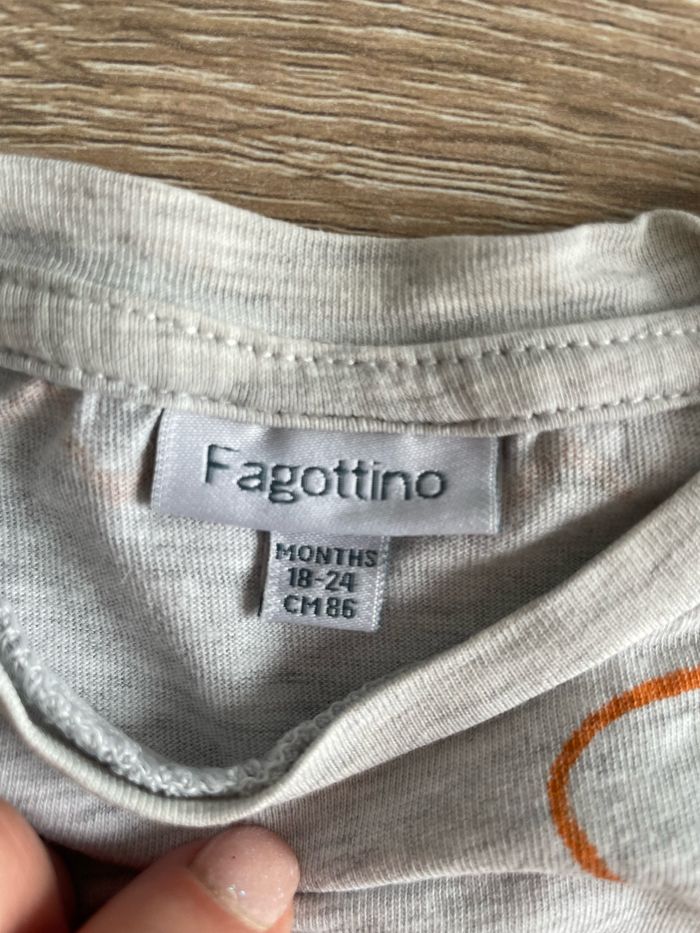 Fagottino
MONTHS
18-24
CM 86